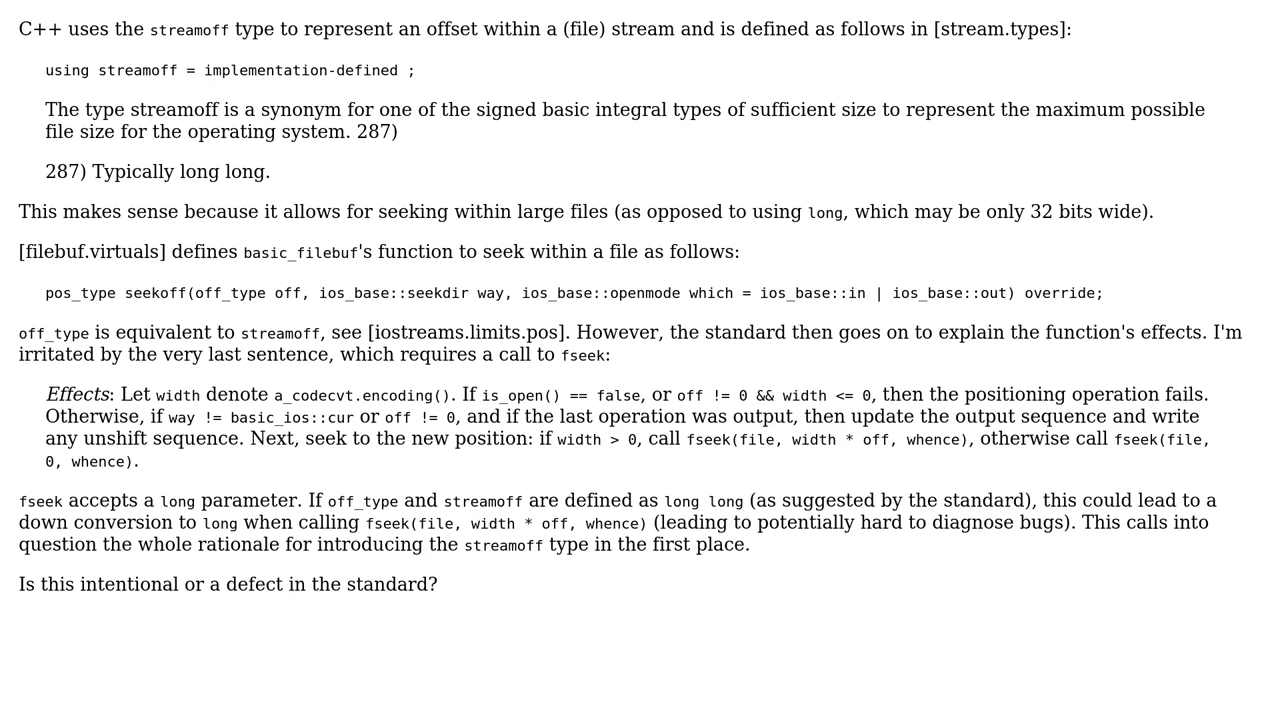 C++ uses the streamoff type to represent an offset within a (file) stream and is defined as follows in [stream.types]:
using streamoff = implementation-defined ;
The type streamoff is a synonym for one of the signed basic integral types of sufficient size to represent the maximum possible
file size for the operating system. 287)
287) Typically long long.
This makes sense because it allows for seeking within large files (as opposed to using long, which may be only 32 bits wide).
[filebuf.virtuals] defines basic_filebuf's function to seek within a file as follows:
pos_type seekoff(off_type off, ios_base::seekdir way, ios_base::openmode which = ios_base::in | ios_base::out) override;
off_type is equivalent to streamoff, see [iostreams.limits.pos]. However, the standard then goes on to explain the function's effects. I'm
irritated by the very last sentence, which requires a call to fseek:
Effects: Let width denote a_codecvt.encoding(). If is_open() == false, or off != 0 && width <= 0, then the positioning operation fails.
Otherwise, if way != basic_ios::cur or off != 0, and if the last operation was output, then update the output sequence and write
any unshift sequence. Next, seek to the new position: if width > 0, call fseek(file, width * off, whence), otherwise call fseek(file,
0, whence).
fseek accepts a long parameter. If off_type and streamoff are defined as long long (as suggested by the standard), this could lead to a
down conversion to long when calling fseek(file, width * off, whence) (leading to potentially hard to diagnose bugs). This calls into
question the whole rationale for introducing the streamoff type in the first place.
Is this intentional or a defect in the standard?